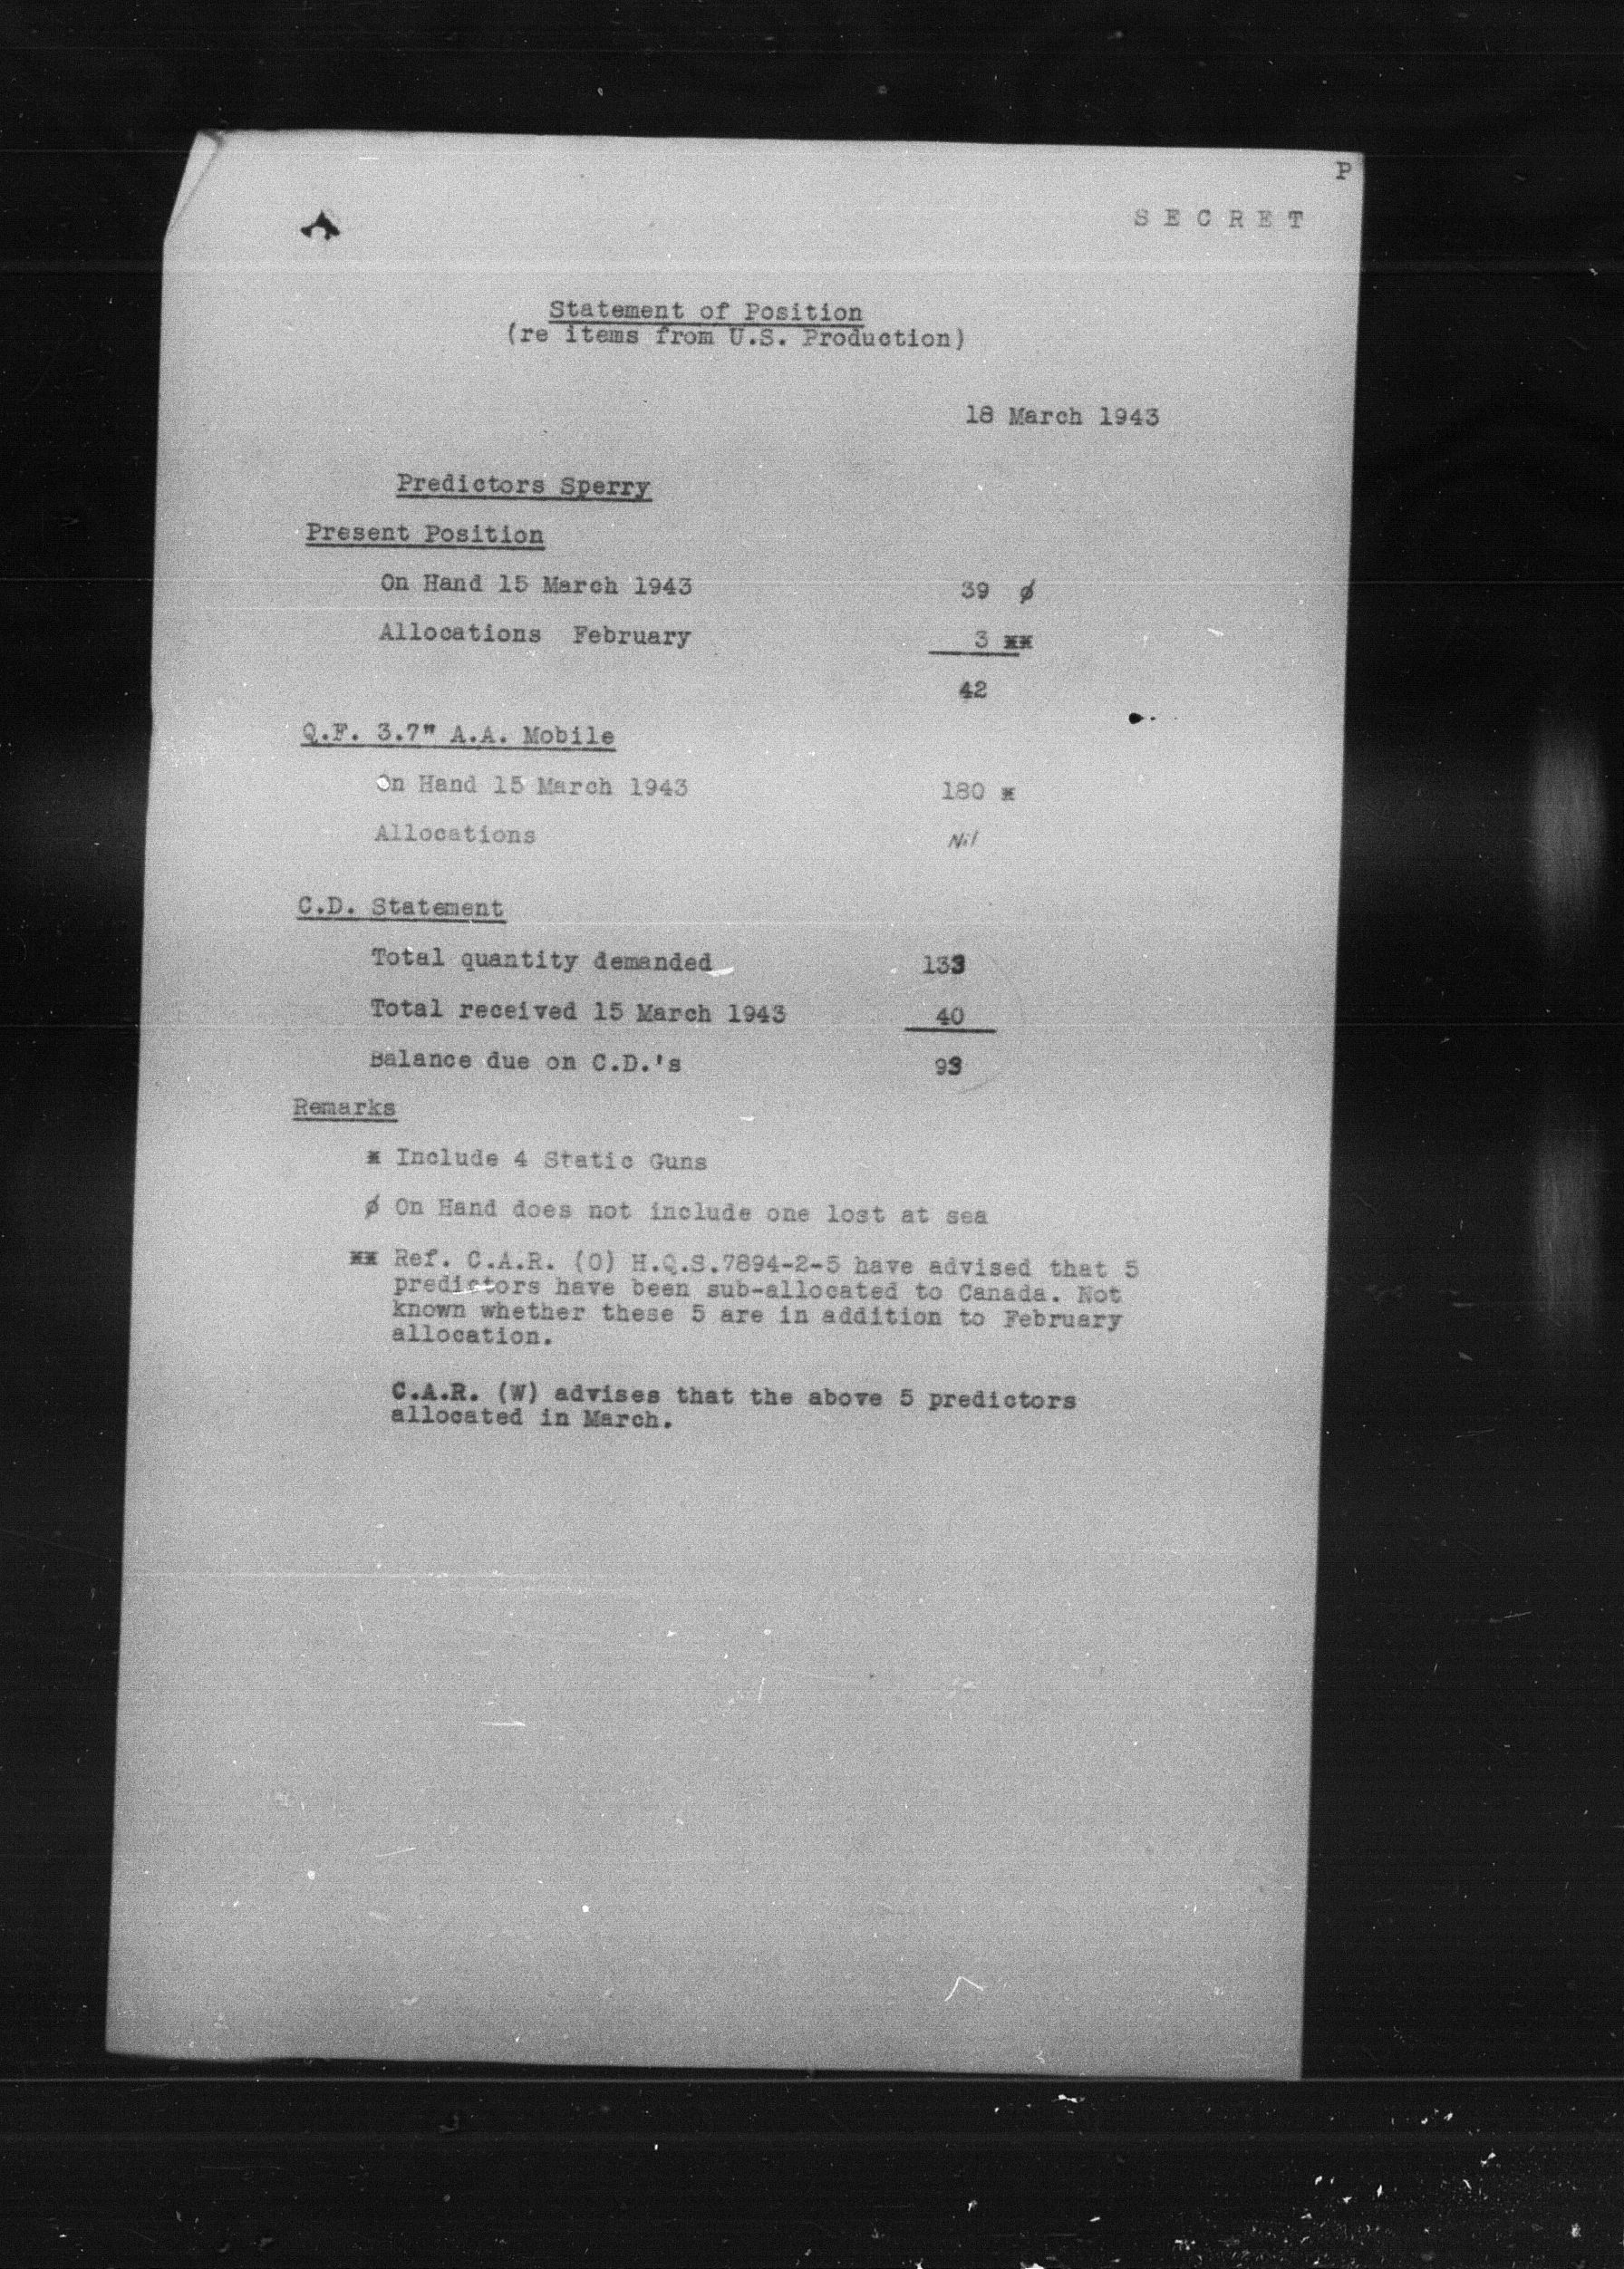 P
S E C R E T
Statement of Position
(re items from U.S. Production)
18 March 1943
Predictors Sperry
Present Position
On Hand 15 March 1943 39 ø
Allocations February 3 **
42
Q.F. 3.7" A.A. Mobile
On Hand 15 March 1943 180 *
Allocations Nil
C.D. Statement
Total quantity demanded 133
Total received 15 March 1943 40
Balance due on C.D.'s 93
Remarks
* Include 4 Static Guns
ø On Hand does not include one lost at sea
** Ref. C.A.R. (O) H.Q.S.7894-2-5 have advised that 5
predictors have been sub-allocated to Canada. Not
known whether these 5 are in addition to February
allocation.
C.A.R. (W) advises that the above 5 predictors
allocated in March.